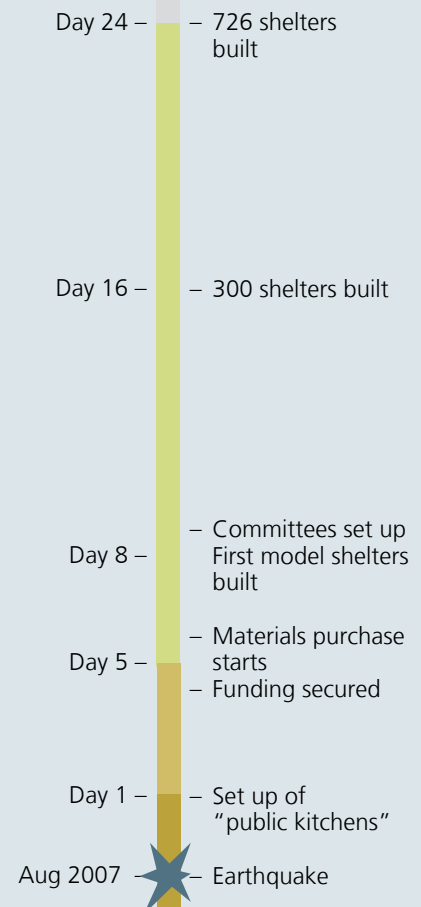 Day 24 – – 726 shelters
built
Day 16 – – 300 shelters built
– Committees set up
Day 8 – First model shelters
built
– Materials purchase
Day 5 – starts
– Funding secured
Day 1 – – Set up of
“public kitchens”
Aug 2007 – – Earthquake